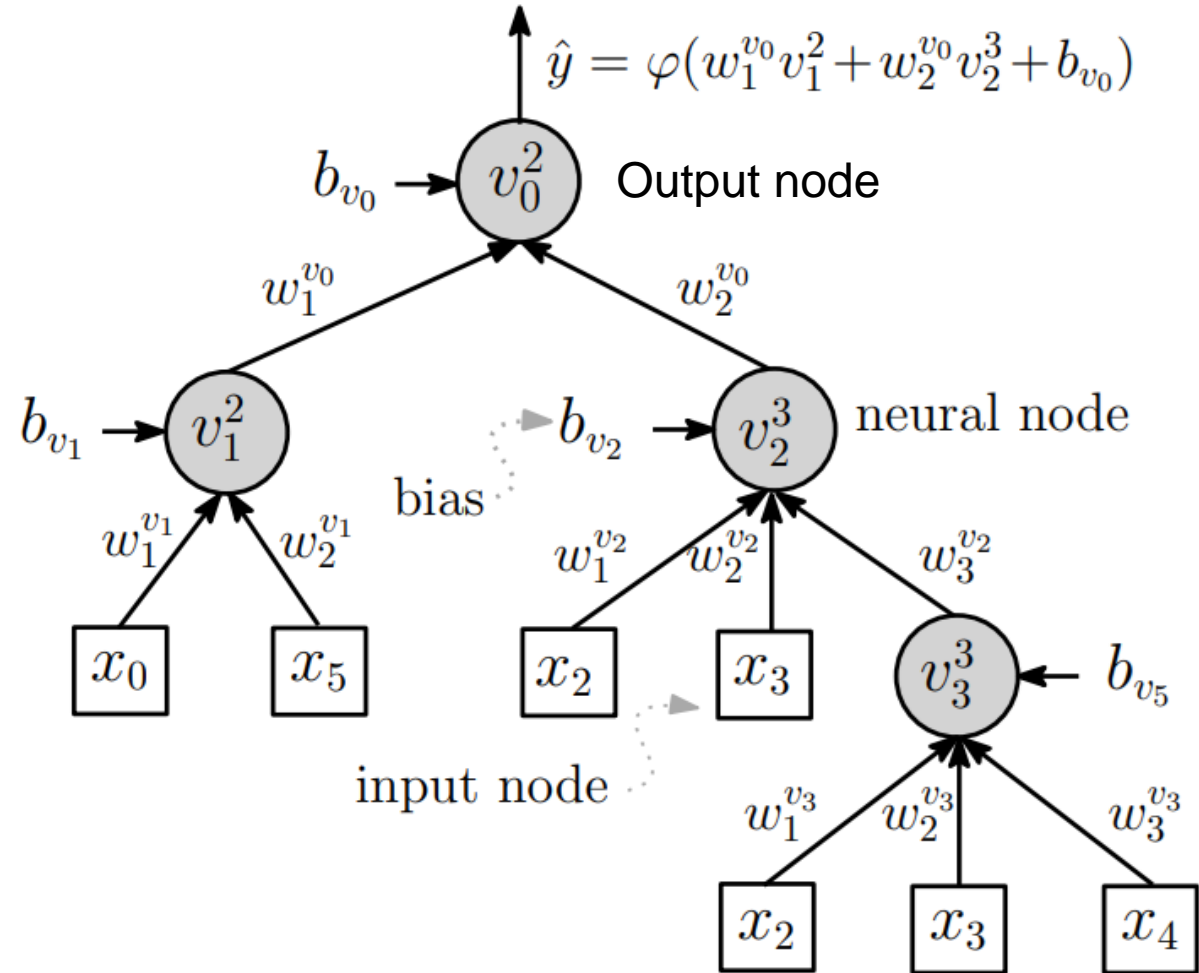 ŷ = φ(w₁^{v₀} v₁² + w₂^{v₀} v₂³ + b_{v₀})
b_{v₀} v₀² Output node
w₁^{v₀} w₂^{v₀}
b_{v₁} v₁² b_{v₂} v₂³ neural node
bias
w₁^{v₁} w₂^{v₁} w₁^{v₂} w₂^{v₂} w₃^{v₂}
x₀ x₅ x₂ x₃ v₃³ b_{v₅}
input node
w₁^{v₃} w₂^{v₃} w₃^{v₃}
x₂ x₃ x₄